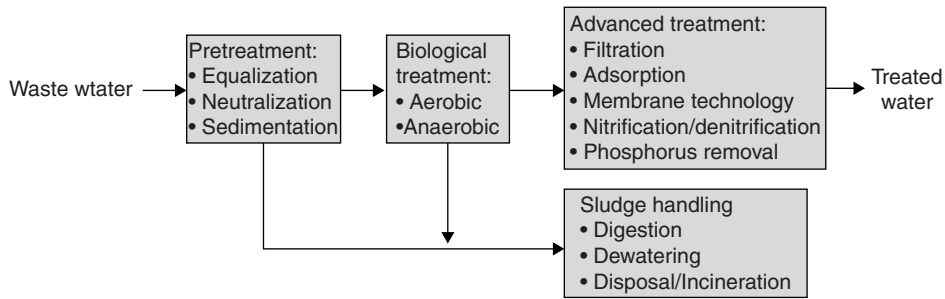 Waste wtater
Pretreatment:
• Equalization
• Neutralization
• Sedimentation
Biological
treatment:
• Aerobic
•Anaerobic
Advanced treatment:
• Filtration
• Adsorption
• Membrane technology
• Nitrification/denitrification
• Phosphorus removal
Treated
water
Sludge handling
• Digestion
• Dewatering
• Disposal/Incineration